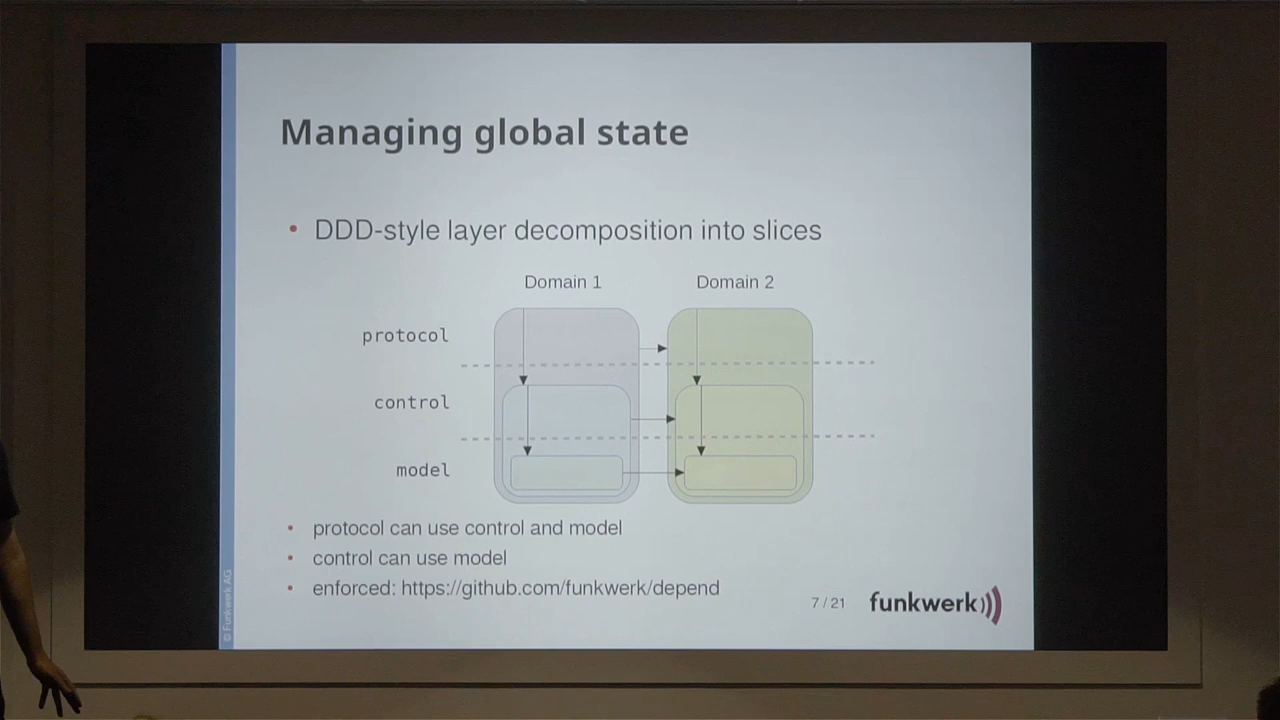 Managing global state
• DDD-style layer decomposition into slices
Domain 1 Domain 2
protocol
control
model
• protocol can use control and model
• control can use model
• enforced: https://github.com/funkwerk/depend
7 / 21 funkwerk
© Funkwerk AG